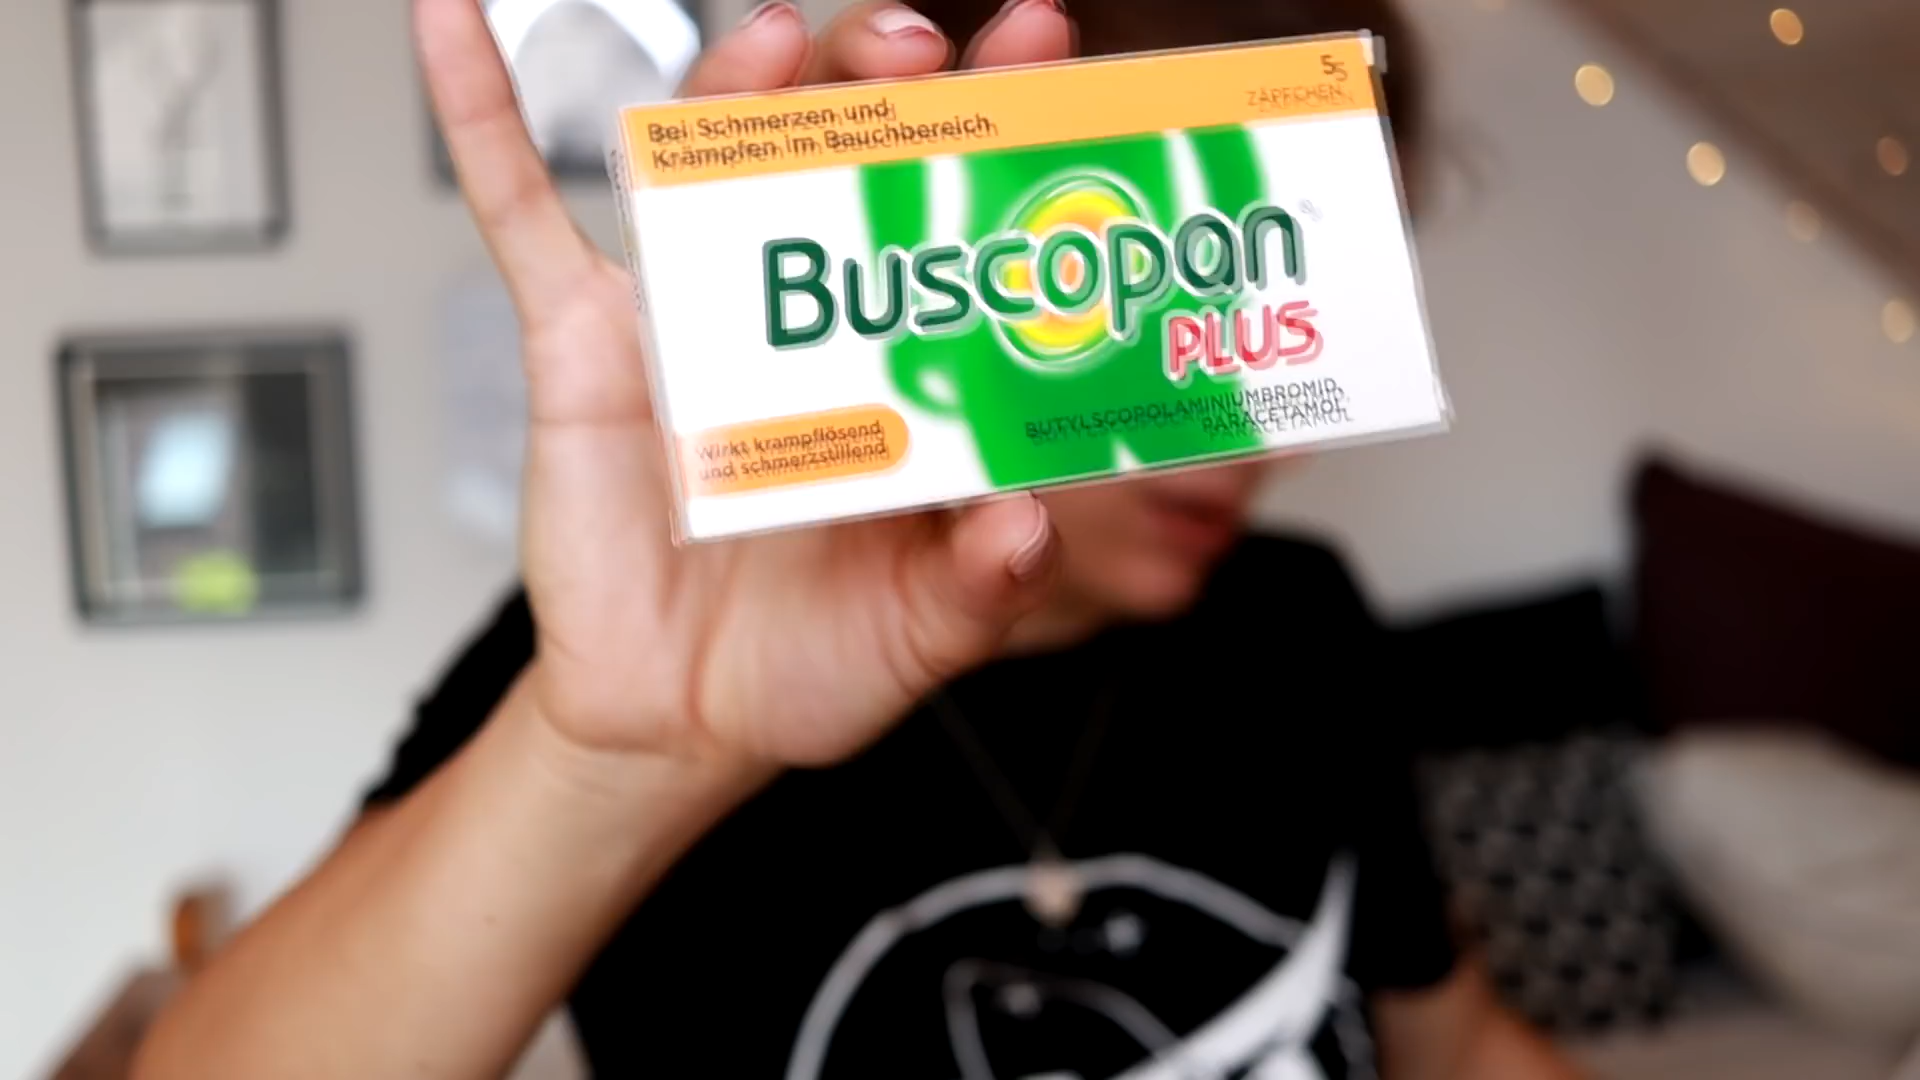 Bei Schmerzen und
Krämpfen im Bauchbereich
5
ZÄPFCHEN
Buscopan®
PLUS
BUTYLSCOPOLAMINIUMBROMID,
PARACETAMOL
Wirkt krampflösend
und schmerzstillend